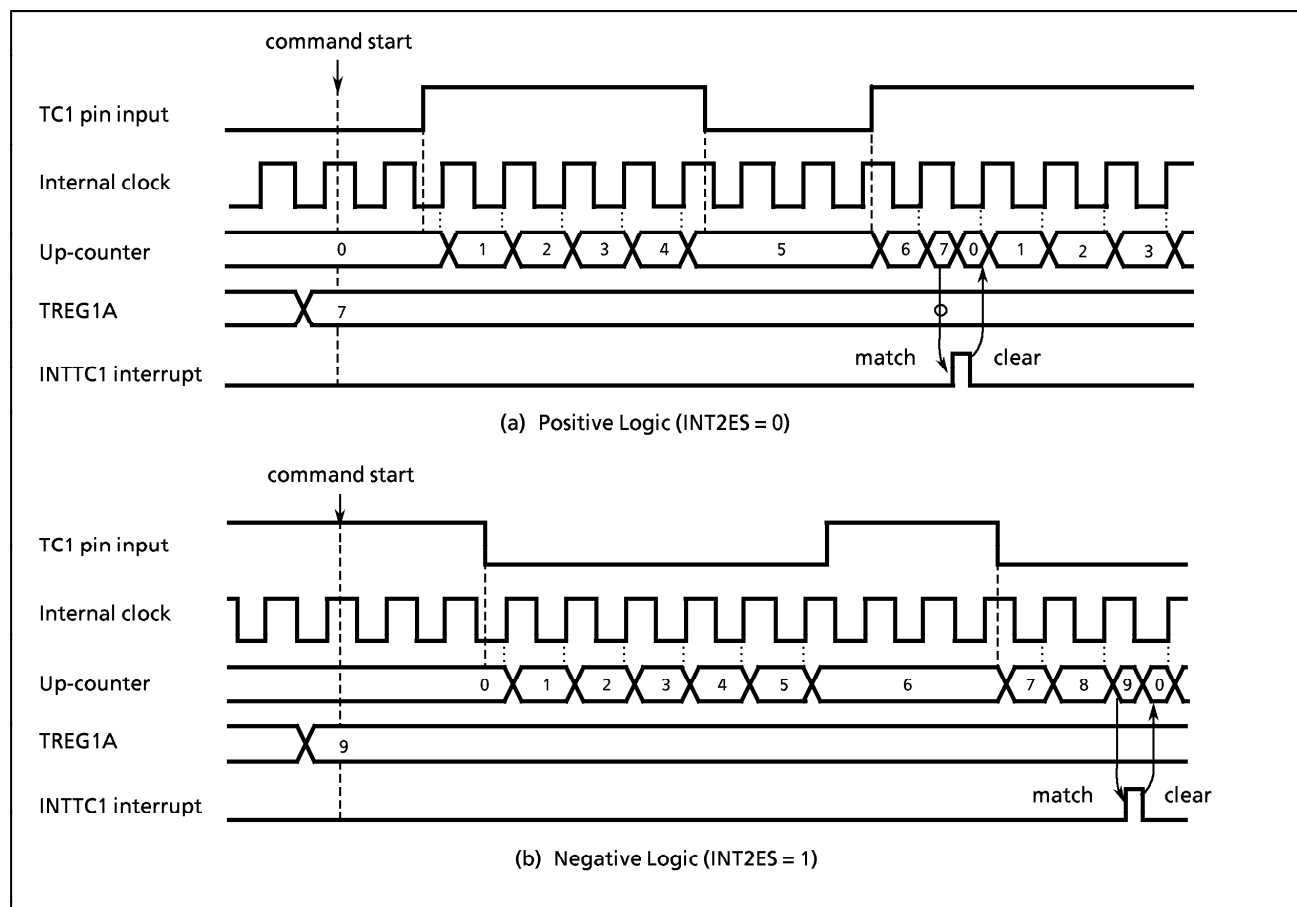 command start
TC1 pin input
Internal clock
Up-counter 0 1 2 3 4 5 6 7 0 1 2 3
TREG1A 7
match clear
INTTC1 interrupt
(a) Positive Logic (INT2ES = 0)
command start
TC1 pin input
Internal clock
Up-counter 0 1 2 3 4 5 6 7 8 9 0
TREG1A 9
match clear
INTTC1 interrupt
(b) Negative Logic (INT2ES = 1)